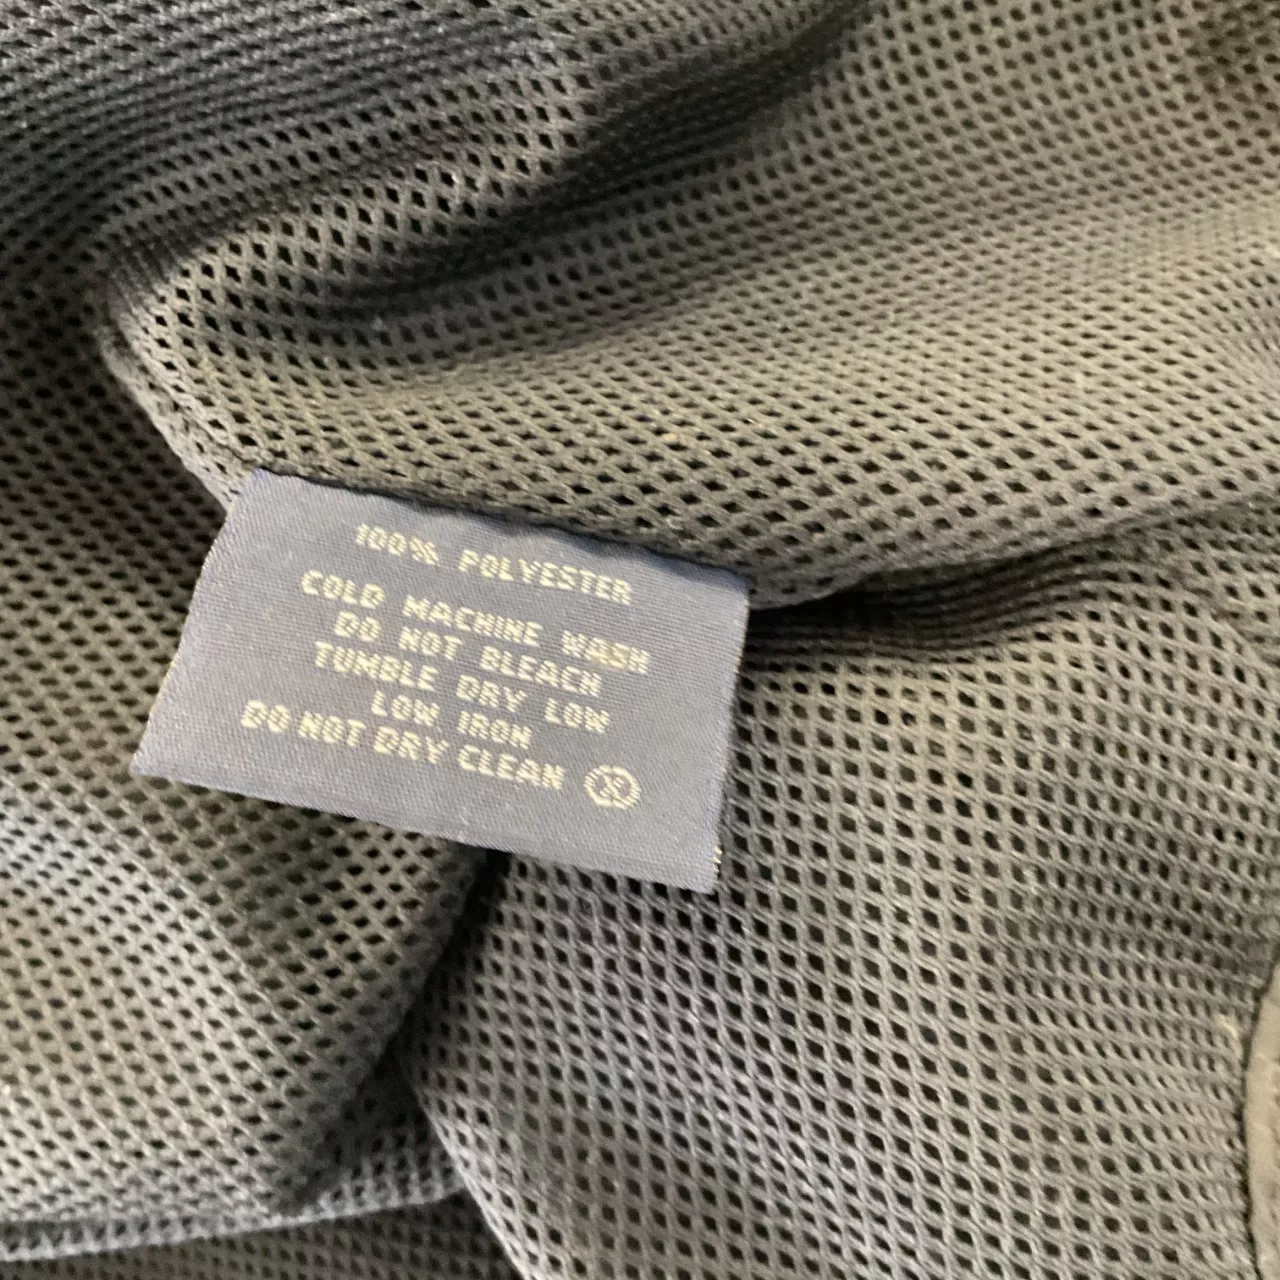 100% POLYESTER
COLD MACHINE WASH
DO NOT BLEACH
TUMBLE DRY LOW
LOW IRON
DO NOT DRY CLEAN